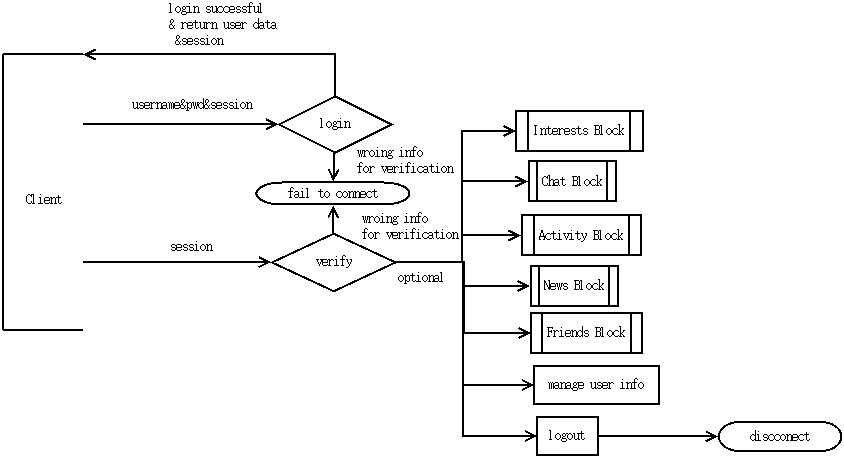 login successful
& return user data
&session
username&pwd&session
login
Interests Block
wroing info
for verification
Chat Block
fail to connect
Client
wroing info
for verification
Activity Block
session
verify
optional
News Block
Friends Block
manage user info
logout
discconect